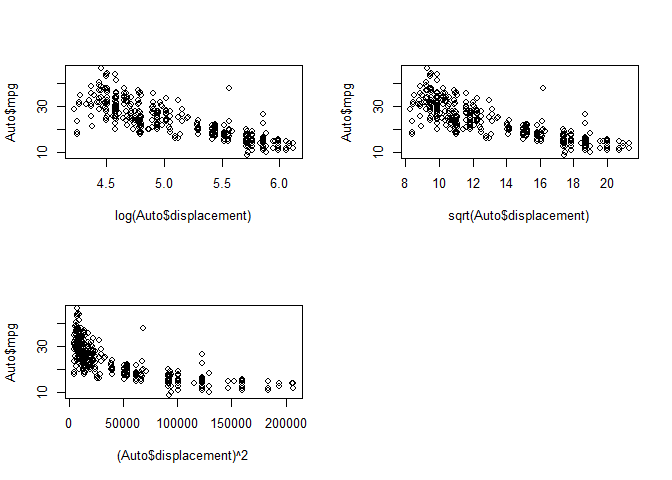 Auto$mpg
30
10
4.5 5.0 5.5 6.0
log(Auto$displacement)
Auto$mpg
30
10
8 10 12 14 16 18 20
sqrt(Auto$displacement)
Auto$mpg
30
10
0 50000 100000 150000 200000
(Auto$displacement)^2